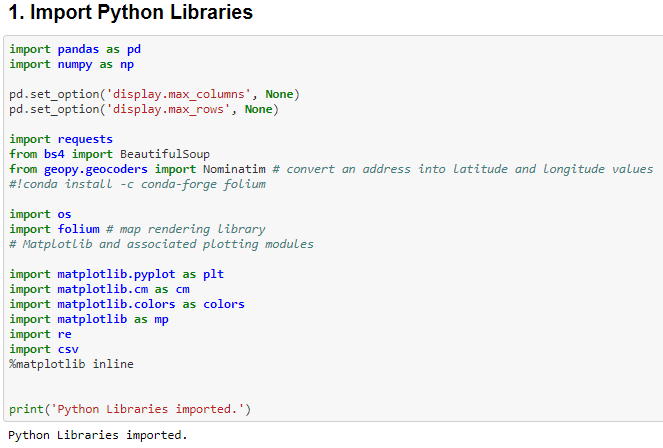 1. Import Python Libraries
import pandas as pd
import numpy as np
pd.set_option('display.max_columns', None)
pd.set_option('display.max_rows', None)
import requests
from bs4 import BeautifulSoup
from geopy.geocoders import Nominatim # convert an address into latitude and longitude values
#!conda install -c conda-forge folium
import os
import folium # map rendering library
# Matplotlib and associated plotting modules
import matplotlib.pyplot as plt
import matplotlib.cm as cm
import matplotlib.colors as colors
import matplotlib as mp
import re
import csv
%matplotlib inline
print('Python Libraries imported.')
Python Libraries imported.